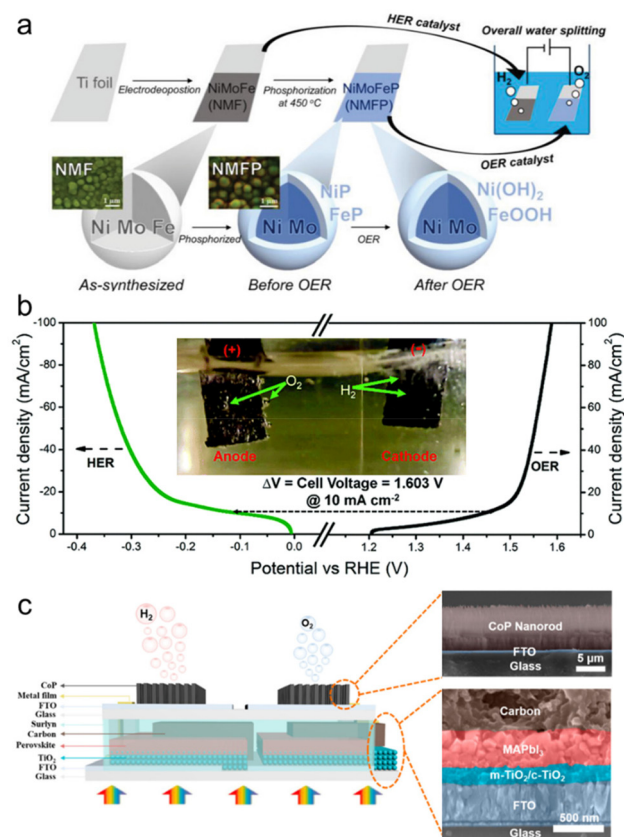 a
HER catalyst
Overall water splitting
H2
O2
Ti foil
Electrodeopostion
NiMoFe
(NMF)
Phosphorization
at 450 °C
NiMoFeP
(NMFP)
OER catalyst
NMF
1 μm
NMFP
1 μm
NiP
FeP
Ni(OH)2
FeOOH
Ni Mo Fe
Phosphorized
Ni Mo
OER
Ni Mo
As-synthesized
Before OER
After OER
b
-100
-80
-60
-40
-20
0
Current density (mA/cm2)
100
80
60
40
20
0
Current density (mA/cm2)
(+)
(-)
O2
H2
Anode
Cathode
HER
OER
ΔV = Cell Voltage = 1.603 V
@ 10 mA cm-2
-0.4 -0.3 -0.2 -0.1 0.0 1.2 1.3 1.4 1.5 1.6
Potential vs RHE (V)
c
H2
O2
CoP
Metal film
FTO
Glass
Surlyn
Carbon
Perovskite
TiO2
FTO
Glass
CoP Nanorod
FTO
Glass
5 μm
Carbon
MAPbI3
m-TiO2/c-TiO2
FTO
500 nm
Glass